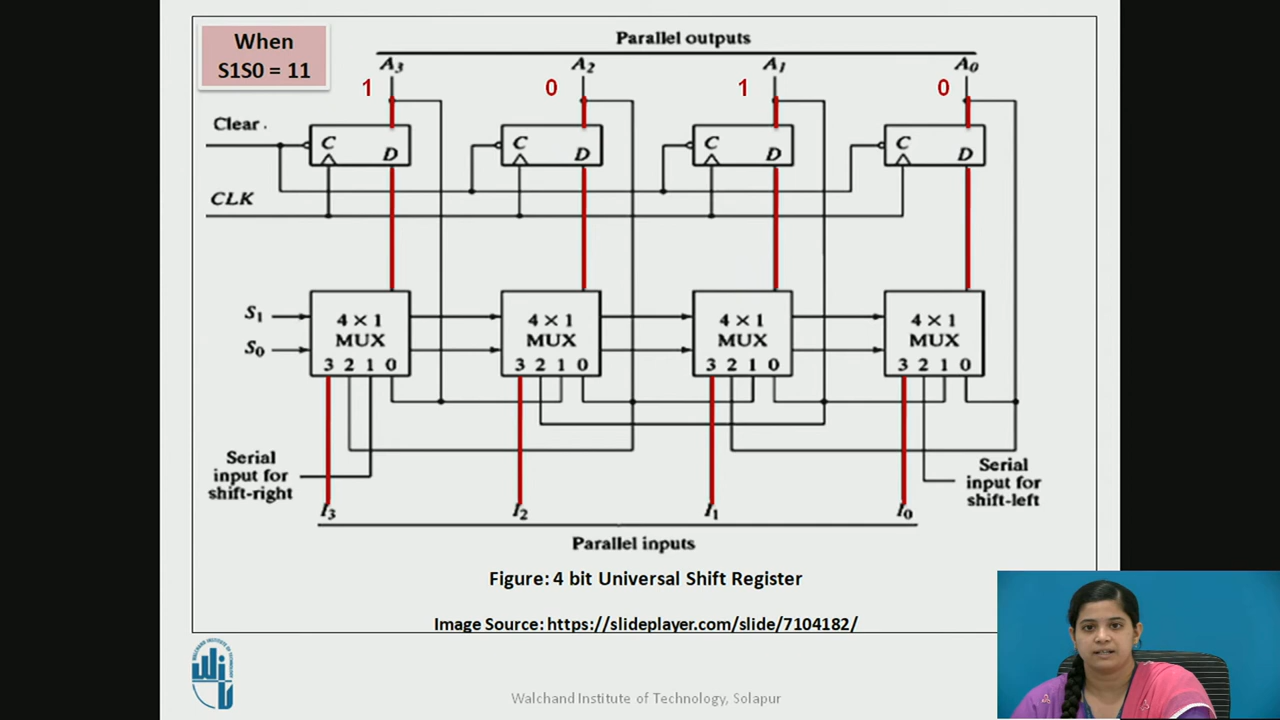 When
S1S0 = 11
Parallel outputs
A3 A2 A1 A0
1 0 1 0
Clear
C D C D C D C D
CLK
S1
S0
4 × 1 MUX
3 2 1 0
4 × 1 MUX
3 2 1 0
4 × 1 MUX
3 2 1 0
4 × 1 MUX
3 2 1 0
Serial
input for
shift-right
Serial
input for
shift-left
I3 I2 I1 I0
Parallel inputs
Figure: 4 bit Universal Shift Register
Image Source: https://slideplayer.com/slide/7104182/
Walchand Institute of Technology, Solapur